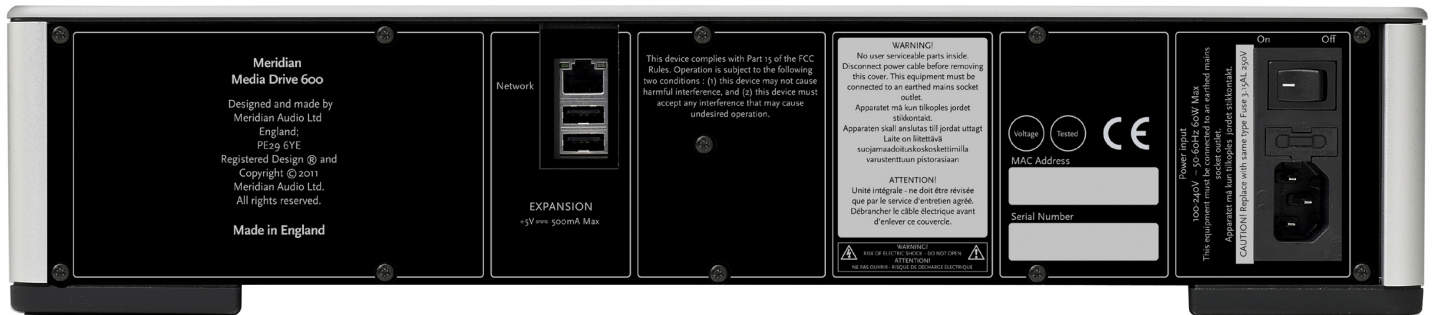 Meridian
Media Drive 600
Designed and made by
Meridian Audio Ltd
England;
PE29 6YE
Registered Design ® and
Copyright © 2011
Meridian Audio Ltd.
All rights reserved.
Made in England
Network
EXPANSION
+5V ⎓ 500mA Max
This device complies with Part 15 of the FCC
Rules. Operation is subject to the following
two conditions : (1) this device may not cause
harmful interference, and (2) this device must
accept any interference that may cause
undesired operation.
WARNING!
No user serviceable parts inside.
Disconnect power cable before removing
this cover. This equipment must be
connected to an earthed mains socket
outlet.
Apparatet må kun tilkoples jordet
stikkontakt.
Apparaten skall anslutas till jordat uttagt
Laite on liitettävä
suojamaadoituskoskoskettimilla
varustenttuun pistorasiaan
ATTENTION!
Unité intégrale - ne doit être révisée
que par le service d'entretien agréé.
Débrancher le câble électrique avant
d'enlever ce couvercle.
WARNING!
RISK OF ELECTRIC SHOCK - DO NOT OPEN
ATTENTION!
NE PAS OUVRIR - RISQUE DE DECHARGE ELECTRIQUE
Voltage
Tested
CE
MAC Address
Serial Number
Power input
100-240V ~ 50-60Hz 60W Max
This equipment must be connected to an earthed mains
socket outlet.
Apparatet må kun tilkoples jordet stikkontakt.
CAUTION! Replace with same type Fuse 3.15AL 250V
On
Off